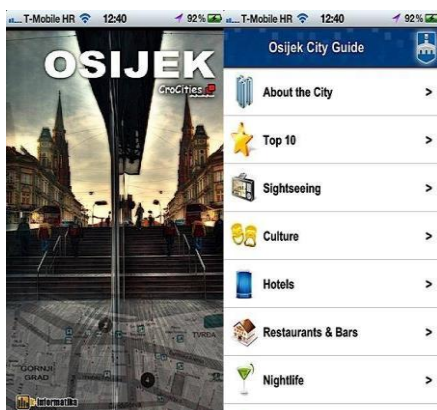 T-Mobile HR 12:40 92%
OSIJEK
CroCities
GORNJI
GRAD
TVRĐA
informatika
T-Mobile HR 12:40 92%
Osijek City Guide
About the City >
Top 10 >
Sightseeing >
Culture >
Hotels >
Restaurants & Bars >
Nightlife >